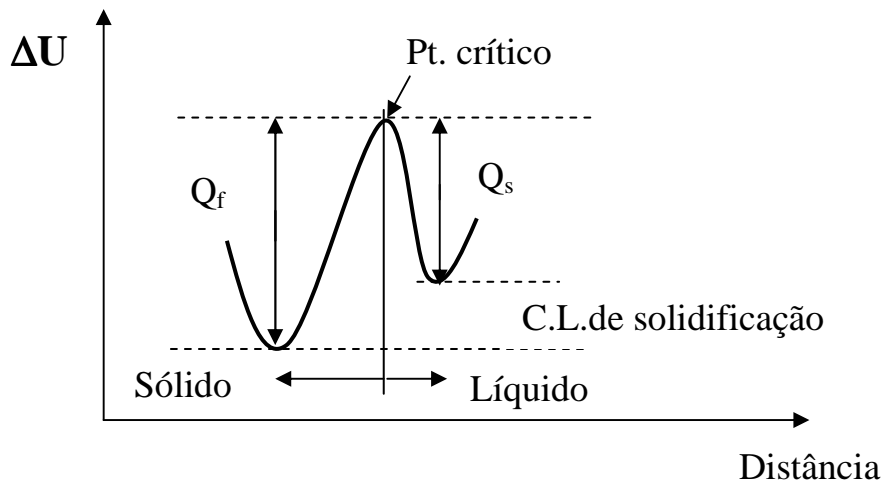 ΔU
Pt. crítico
Q_f
Q_s
C.L.de solidificação
Sólido
Líquido
Distância